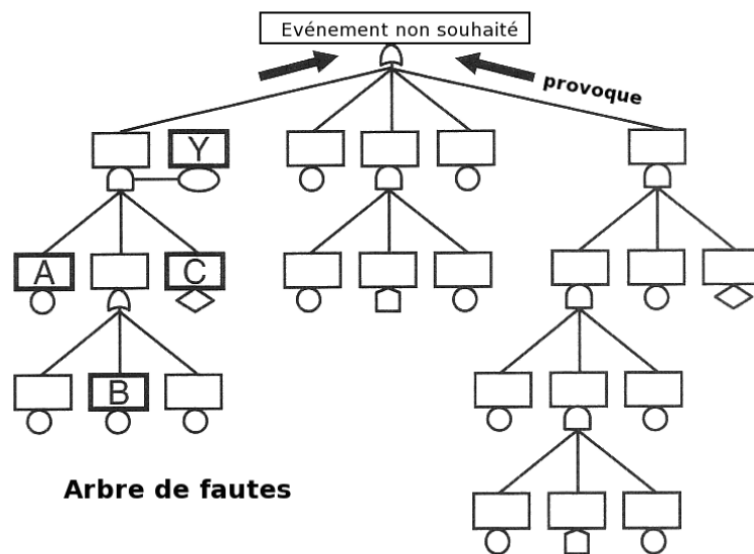 Evénement non souhaité
provoque
Y
A
C
B
Arbre de fautes